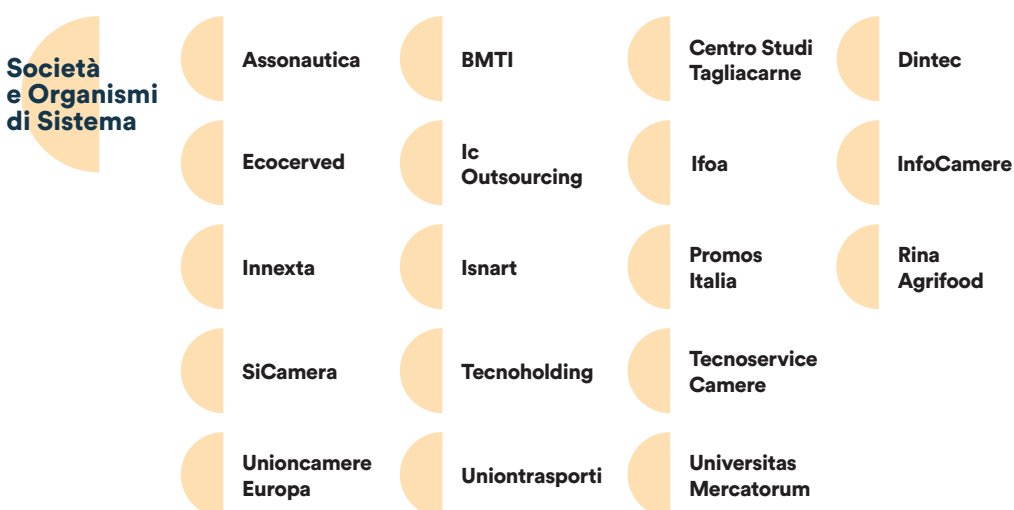 Società
e Organismi
di Sistema
Assonautica
BMTI
Centro Studi
Tagliacarne
Dintec
Ecocerved
Ic
Outsourcing
Ifoa
InfoCamere
Innexta
Isnart
Promos
Italia
Rina
Agrifood
SiCamera
Tecnoholding
Tecnoservice
Camere
Unioncamere
Europa
Uniontrasporti
Universitas
Mercatorum